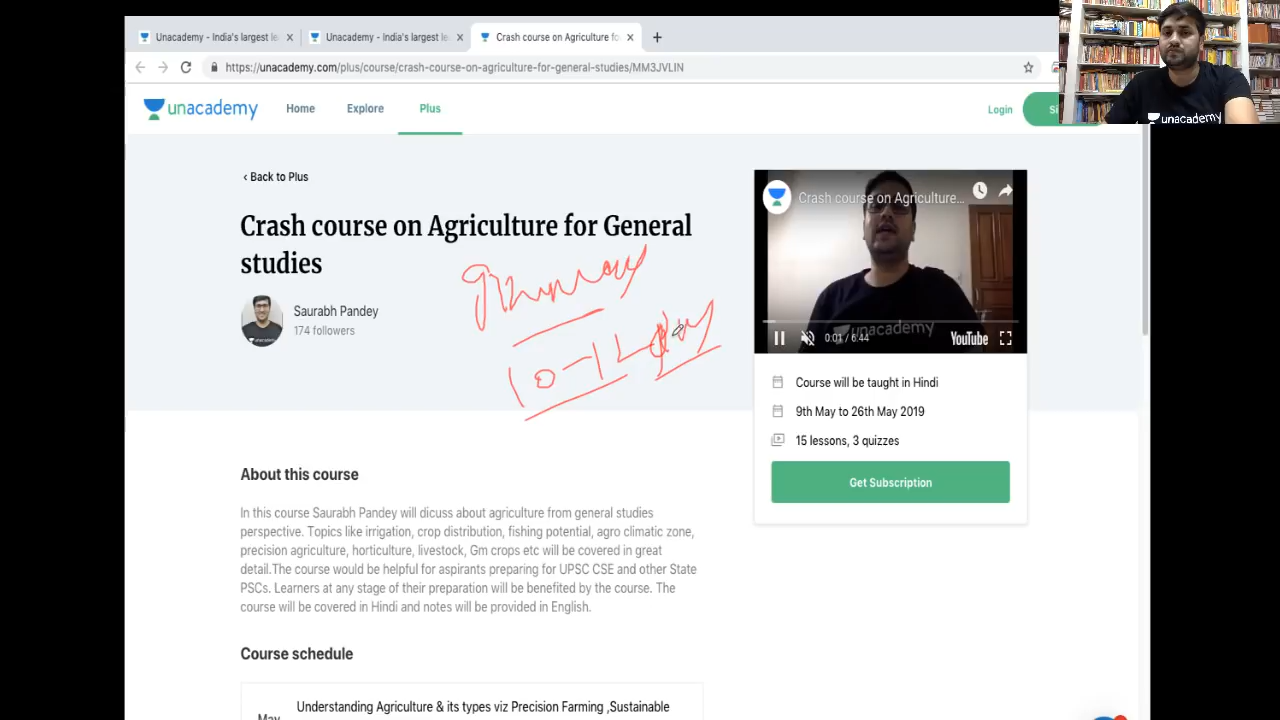 Unacademy - India's largest le
Unacademy - India's largest le
Crash course on Agriculture fo
https://unacademy.com/plus/course/crash-course-on-agriculture-for-general-studies/MM3JVLIN
unacademy
Home
Explore
Plus
Login
unacademy
‹ Back to Plus
Crash course on Agriculture for General
studies
Saurabh Pandey
174 followers
10-12
Crash course on Agriculture...
unacademy
0:01 / 6:44
YouTube
Course will be taught in Hindi
9th May to 26th May 2019
15 lessons, 3 quizzes
Get Subscription
About this course
In this course Saurabh Pandey will dicuss about agriculture from general studies
perspective. Topics like irrigation, crop distribution, fishing potential, agro climatic zone,
precision agriculture, horticulture, livestock, Gm crops etc will be covered in great
detail.The course would be helpful for aspirants preparing for UPSC CSE and other State
PSCs. Learners at any stage of their preparation will be benefited by the course. The
course will be covered in Hindi and notes will be provided in English.
Course schedule
May
Understanding Agriculture & its types viz Precision Farming ,Sustainable